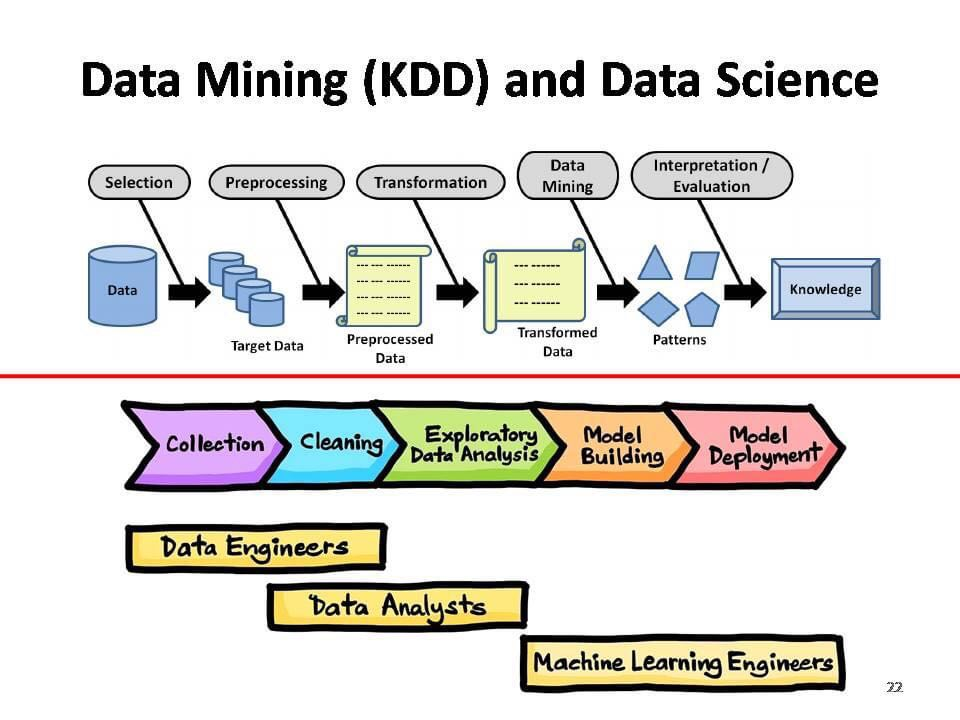 Data Mining (KDD) and Data Science
Selection
Preprocessing
Transformation
Data
Mining
Interpretation /
Evaluation
Data
Target Data
--- --- ------
--- --- ------
--- --- ------
--- --- ------
Preprocessed
Data
--- ------
--- ------
--- ------
Transformed
Data
Patterns
Knowledge
Collection
Cleaning
Exploratory
Data Analysis
Model
Building
Model
Deployment
Data Engineers
Data Analysts
Machine Learning Engineers
22